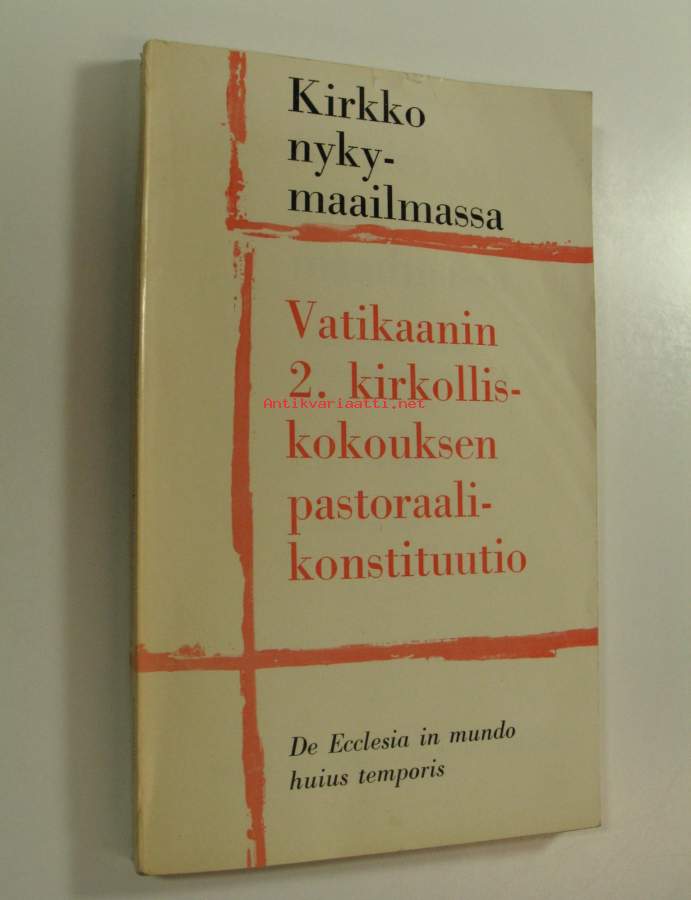 Kirkko
nyky-
maailmassa
Vatikaanin
2. kirkollis-
Antikvariaatti.net
kokouksen
pastoraali-
konstituutio
De Ecclesia in mundo
huius temporis